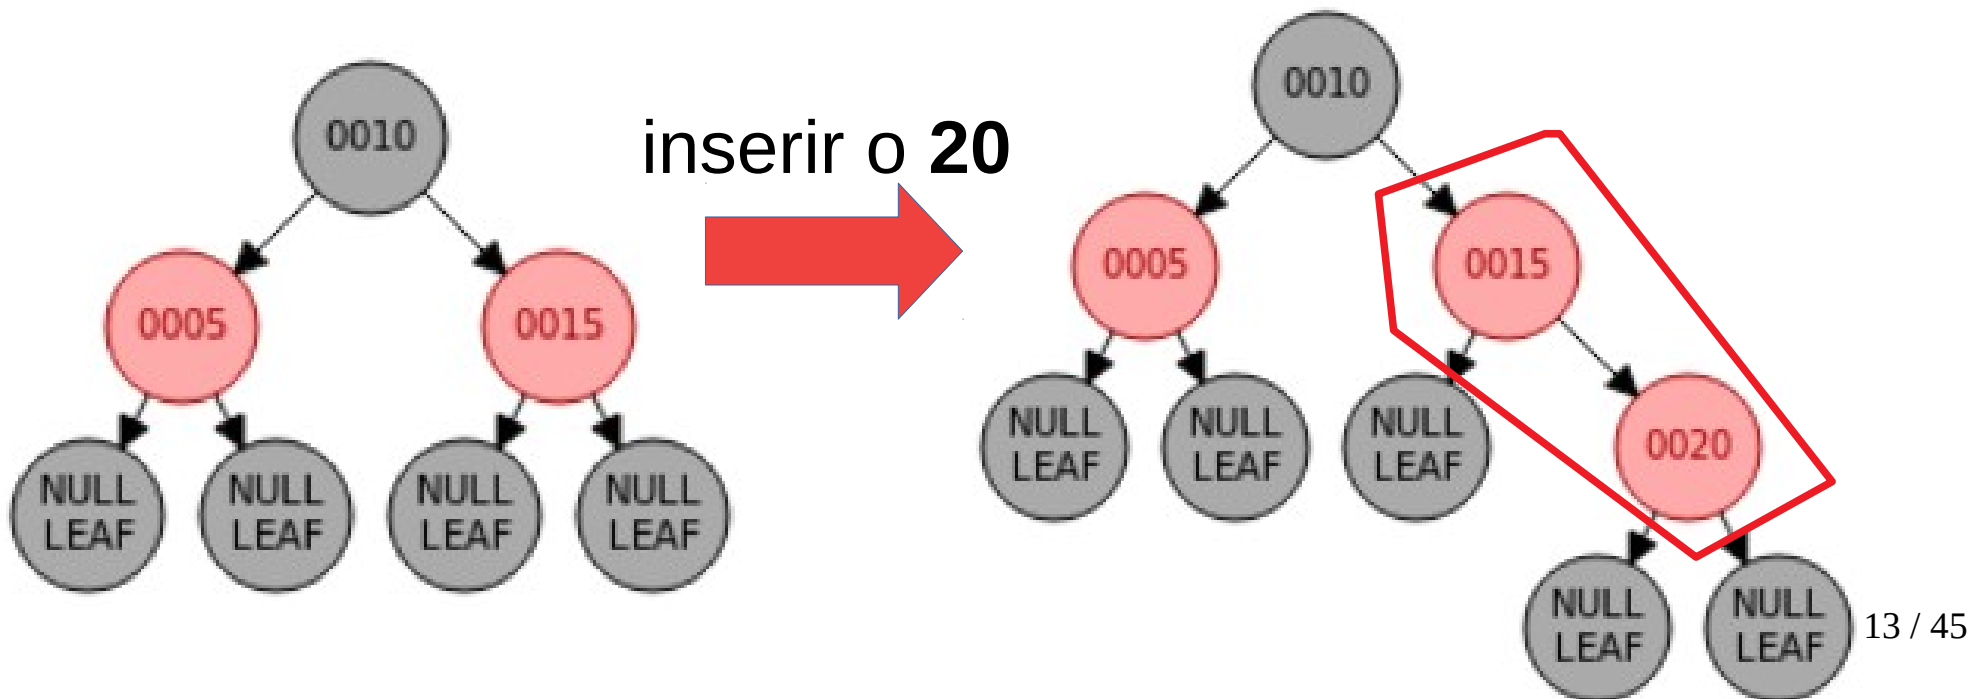 0010
0005
0015
NULL
LEAF
NULL
LEAF
NULL
LEAF
NULL
LEAF
inserir o 20
0010
0005
0015
NULL
LEAF
NULL
LEAF
NULL
LEAF
0020
NULL
LEAF
NULL
LEAF
13 / 45